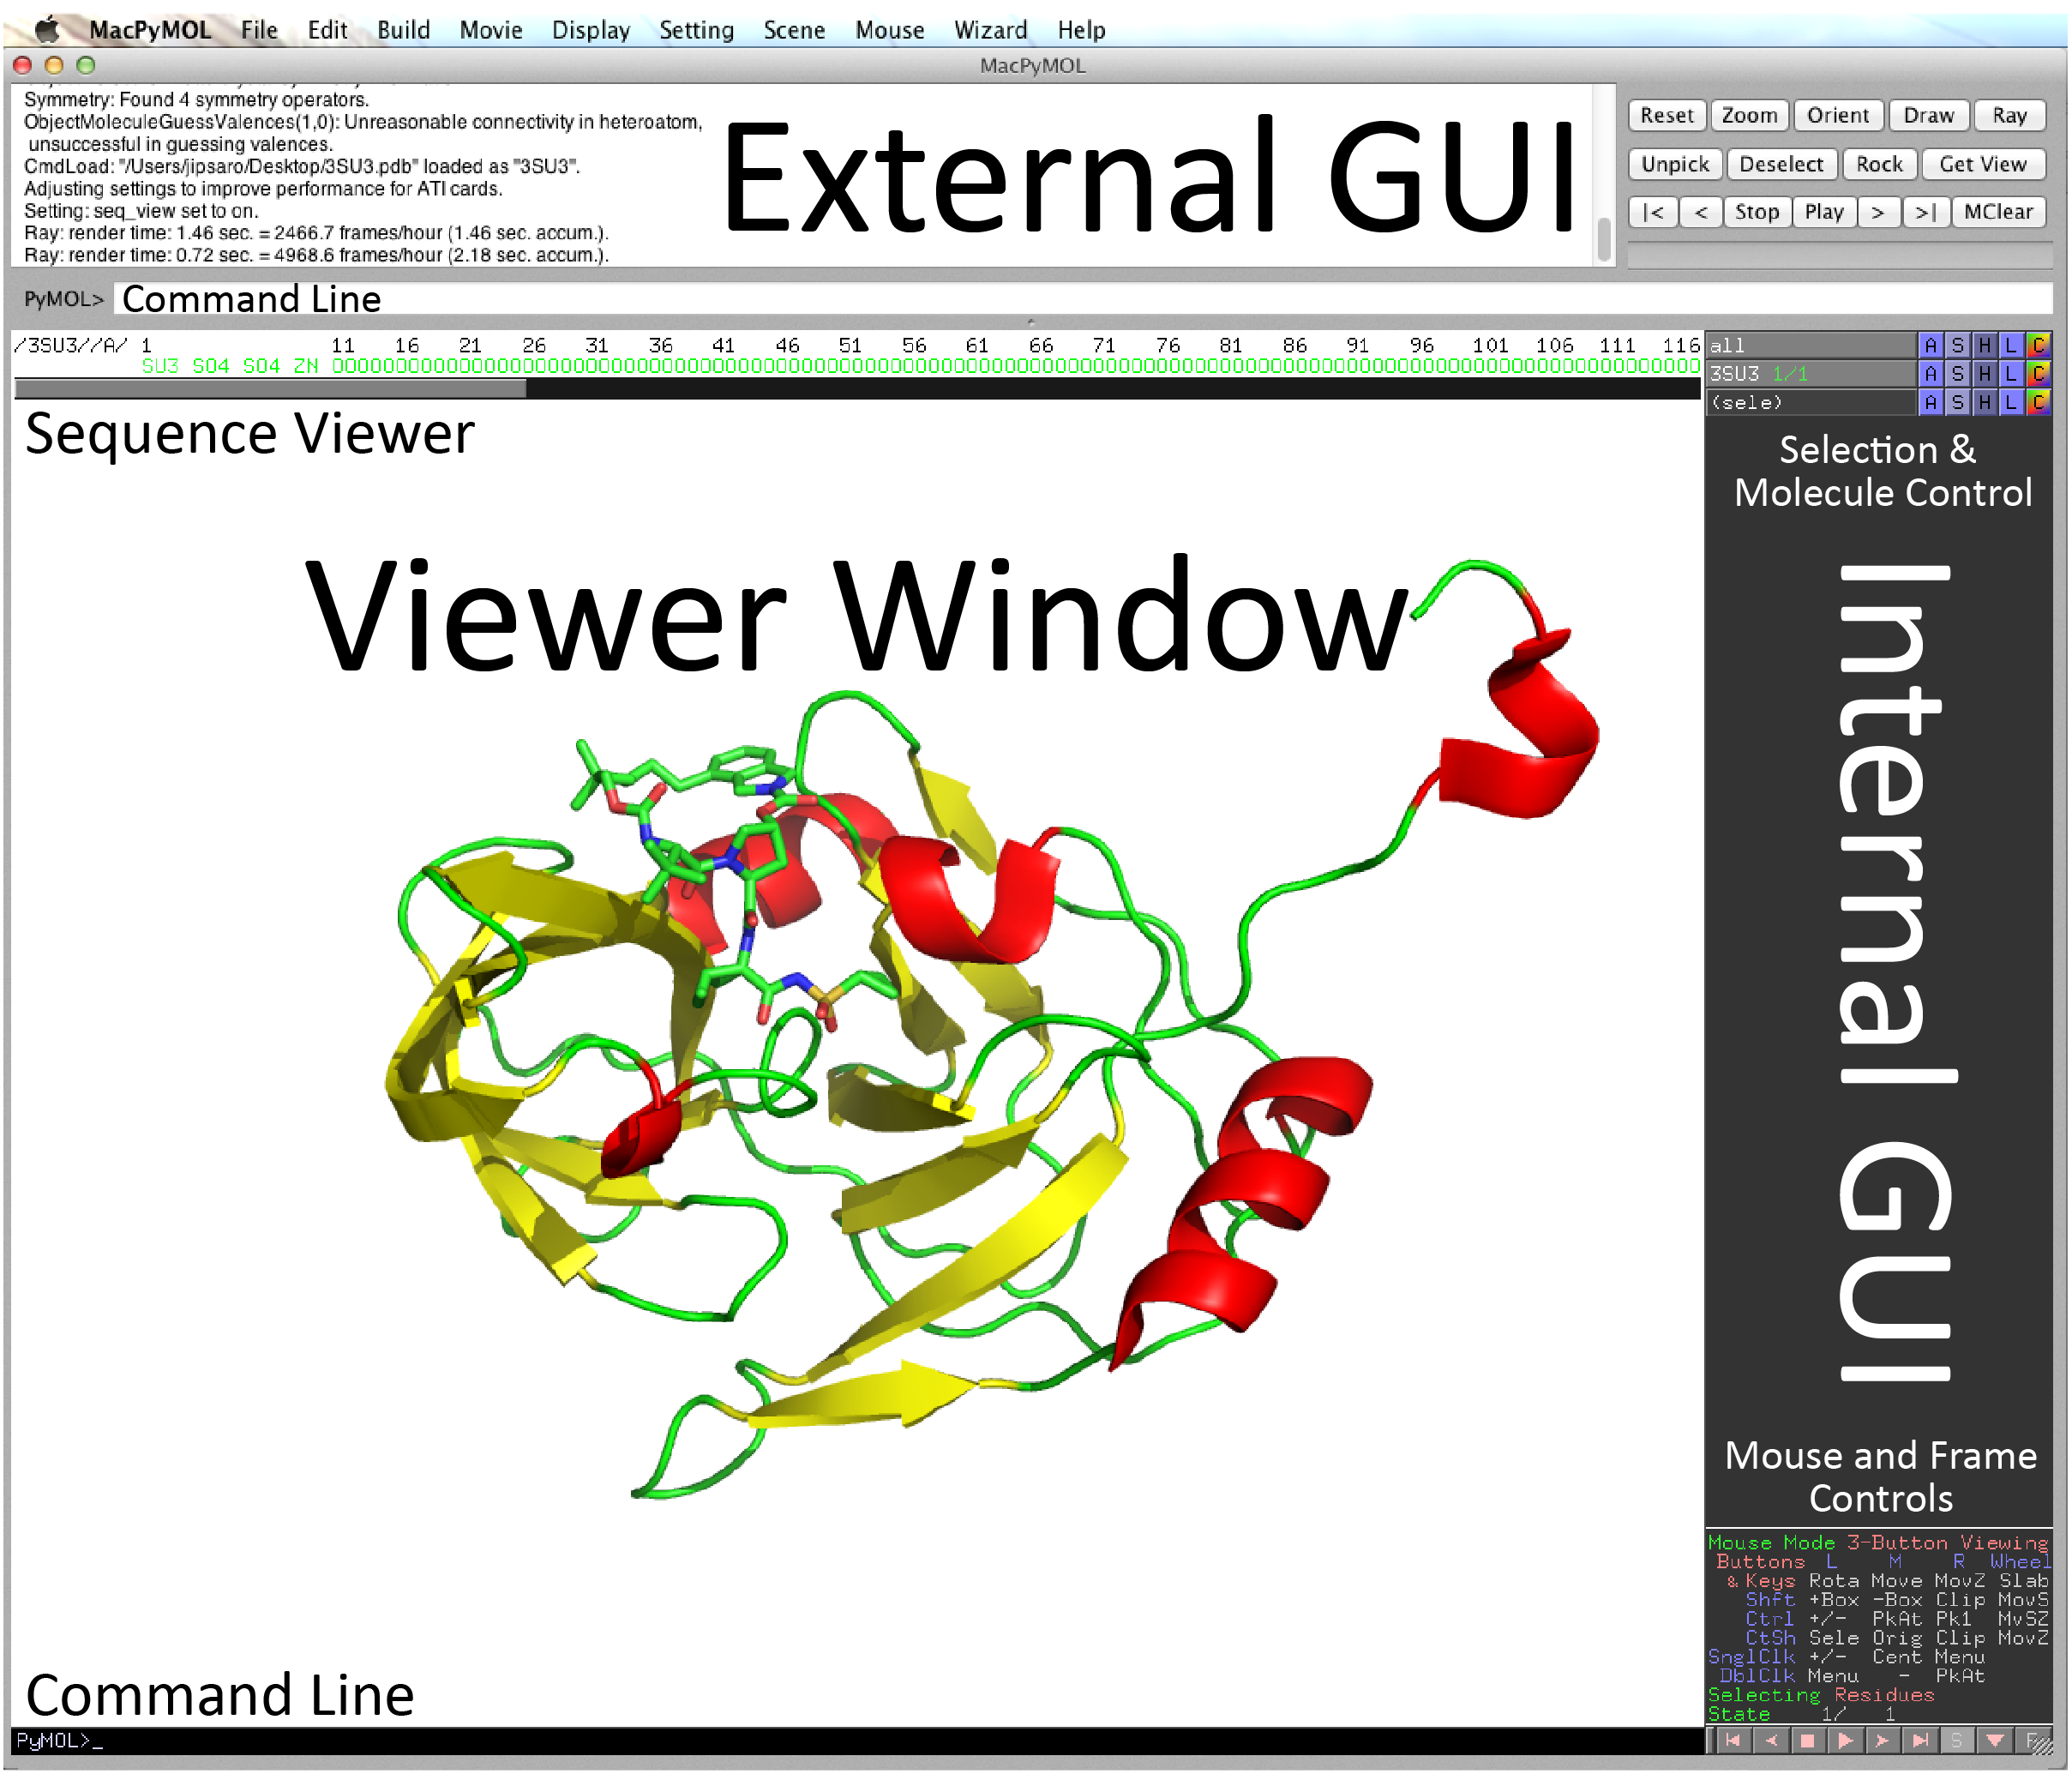 MacPyMOL File Edit Build Movie Display Setting Scene Mouse Wizard Help
MacPyMOL
Symmetry: Found 4 symmetry operators.
ObjectMoleculeGuessValences(1,0): Unreasonable connectivity in heteroatom,
unsuccessful in guessing valences.
CmdLoad: "/Users/jipsaro/Desktop/3SU3.pdb" loaded as "3SU3".
Adjusting settings to improve performance for ATI cards.
Setting: seq_view set to on.
Ray: render time: 1.46 sec. = 2466.7 frames/hour (1.46 sec. accum.).
Ray: render time: 0.72 sec. = 4968.6 frames/hour (2.18 sec. accum.).
External GUI
Reset Zoom Orient Draw Ray
Unpick Deselect Rock Get View
|< < Stop Play > >| MClear
PyMOL> Command Line
/3SU3//A/ 1 11 16 21 26 31 36 41 46 51 56 61 66 71 76 81 86 91 96 101 106 111 116
SU3 SO4 SO4 ZN OOOOOOOOOOOOOOOOOOOOOOOOOOOOOOOOOOOOOOOOOOOOOOOOOOOOOOOOOOOOOOOOOOOOOOOOOOOOOOOOOOOOOOOOOOOOOOOOOOOOOOOOOOOO
all A S H L C
3SU3 1/1 A S H L C
(sele) A S H L C
Sequence Viewer
Selection &
Molecule Control
Viewer Window
Internal GUI
Mouse and Frame
Controls
Mouse Mode 3-Button Viewing
Buttons L M R Wheel
& Keys Rota Move MovZ Slab
Shft +Box -Box Clip MovS
Ctrl +/- PkAt Pk1 MvSZ
CtSh Sele Orig Clip MovZ
SnglClk +/- Cent Menu
DblClk Menu - PkAt
Selecting Residues
State 1/ 1
Command Line
PyMOL>_
S F